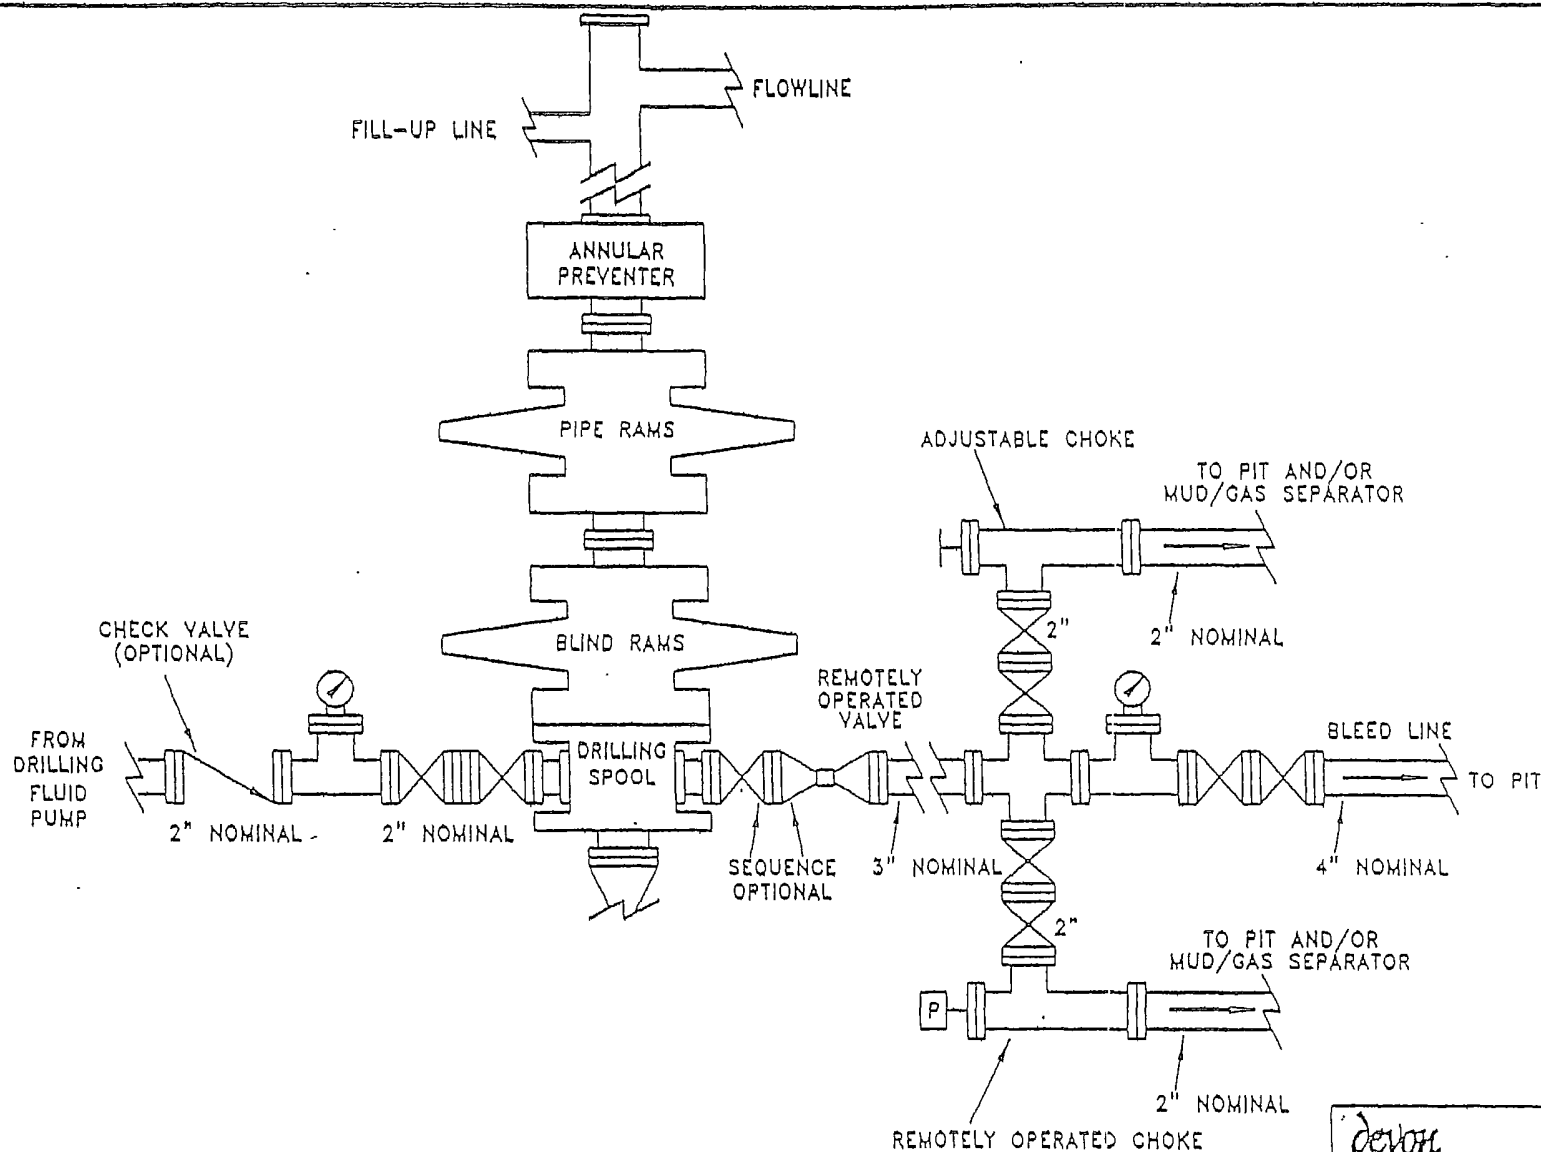 FLOWLINE
FILL-UP LINE
ANNULAR
PREVENTER
PIPE RAMS
ADJUSTABLE CHOKE
TO PIT AND/OR
MUD/GAS SEPARATOR
2"
2" NOMINAL
CHECK VALVE
(OPTIONAL)
BLIND RAMS
REMOTELY
OPERATED
VALVE
FROM
DRILLING
FLUID
PUMP
DRILLING
SPOOL
BLEED LINE
TO PIT
2" NOMINAL
2" NOMINAL
SEQUENCE
OPTIONAL
3" NOMINAL
4" NOMINAL
2"
TO PIT AND/OR
MUD/GAS SEPARATOR
P
2" NOMINAL
REMOTELY OPERATED CHOKE
devon